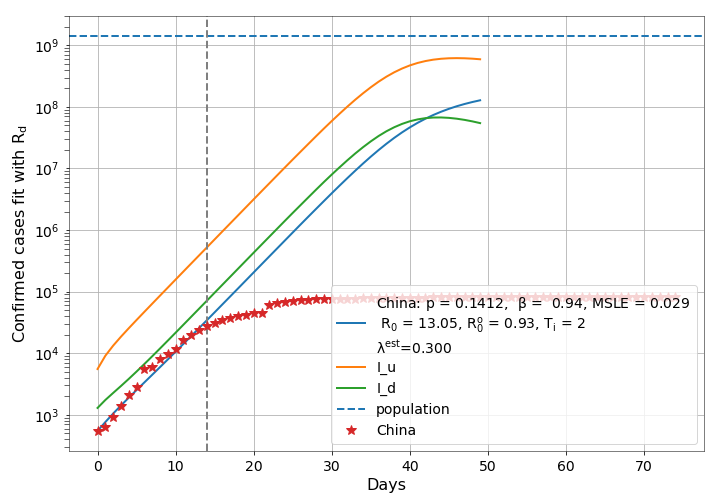 10⁹
10⁸
10⁷
10⁶
10⁵
10⁴
10³
Confirmed cases fit with R_d
China: p = 0.1412, β = 0.94, MSLE = 0.029
R₀ = 13.05, R₀ᵒ = 0.93, Tᵢ = 2
λᵉˢᵗ=0.300
I_u
I_d
population
China
0 10 20 30 40 50 60 70
Days